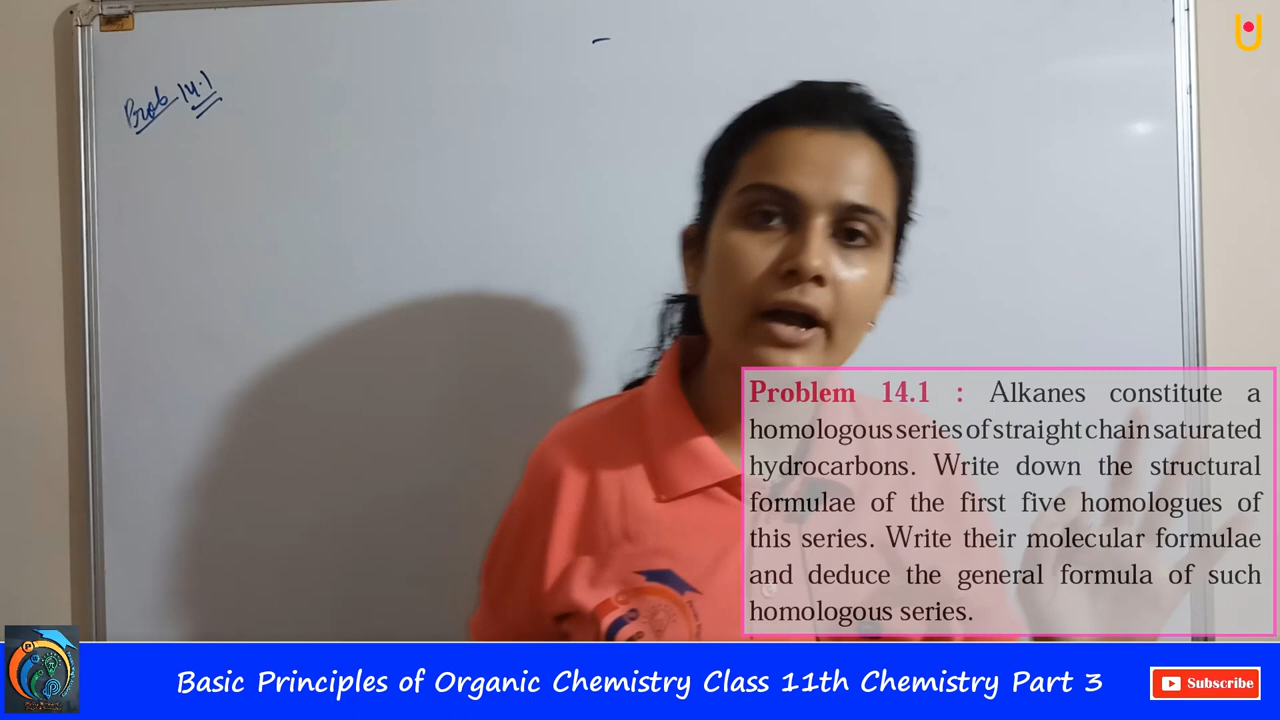 Prob 14.1
Problem 14.1 : Alkanes constitute a
homologous series of straight chain saturated
hydrocarbons. Write down the structural
formulae of the first five homologues of
this series. Write their molecular formulae
and deduce the general formula of such
homologous series.
Basic Principles of Organic Chemistry Class 11th Chemistry Part 3
Subscribe